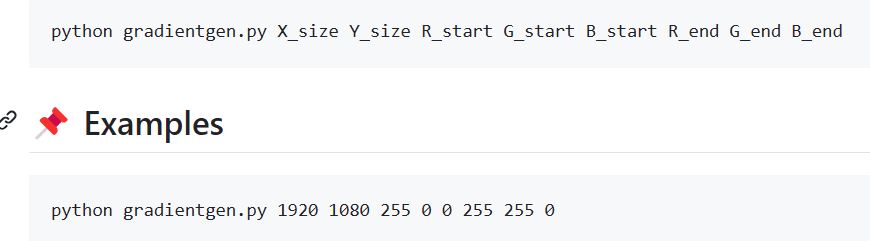 python gradientgen.py X_size Y_size R_start G_start B_start R_end G_end B_end
Examples
python gradientgen.py 1920 1080 255 0 0 255 255 0